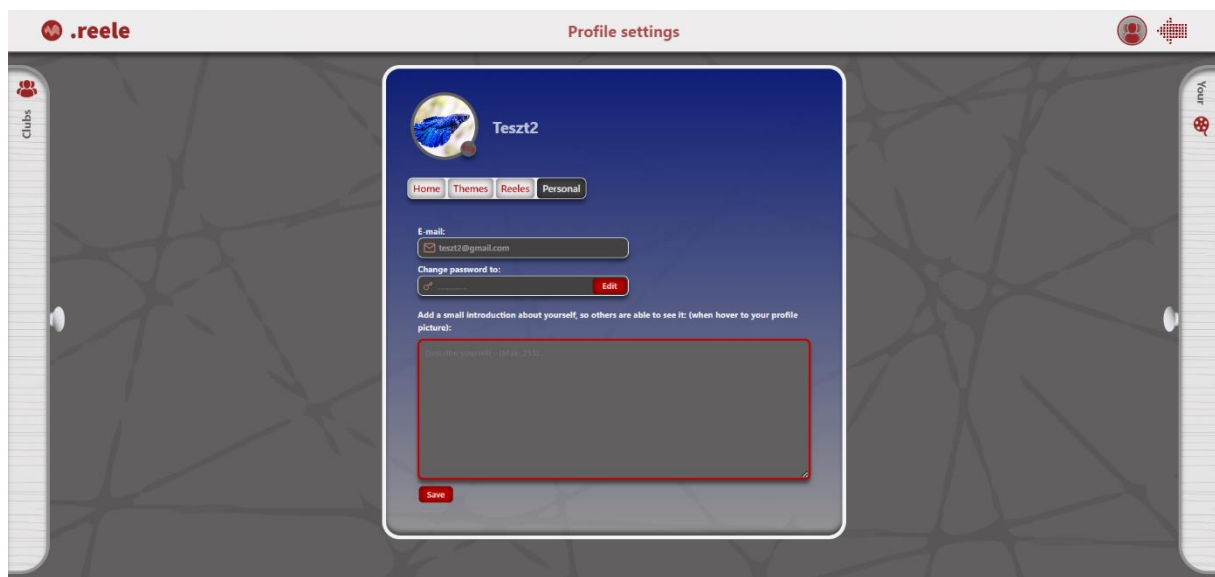 .reele
Profile settings
Clubs
Your
Teszt2
Home Themes Reeles Personal
E-mail:
teszt2@gmail.com
Change password to:
Edit
Add a small introduction about yourself, so others are able to see it: (when hover to your profile
picture):
Describe yourself - (Max. 255)
Save